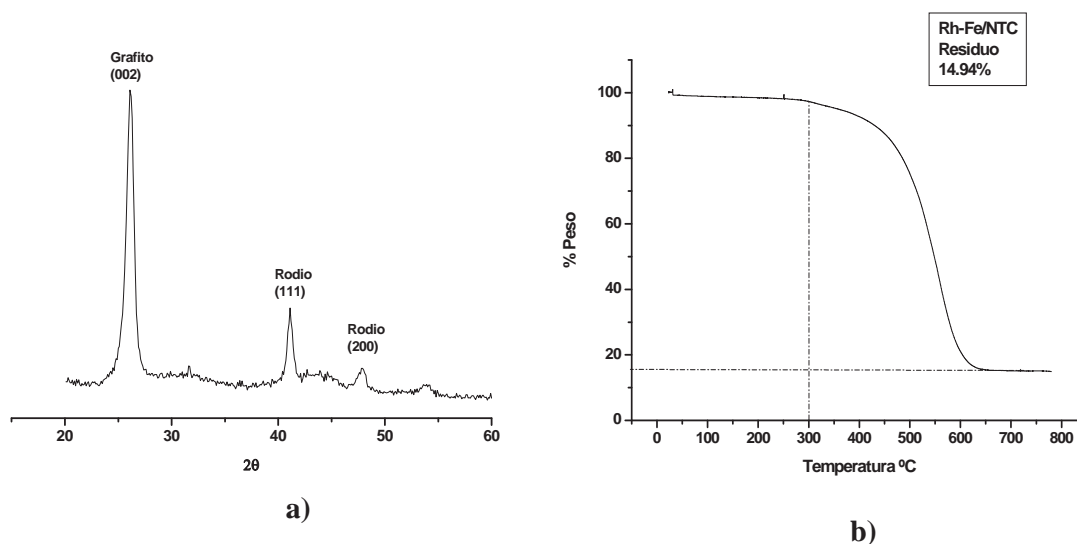 Grafito
(002)
Rodio
(111)
Rodio
(200)
20
30
40
50
60
2θ
a)
Rh-Fe/NTC
Residuo
14.94%
100
80
60
40
20
0
% Peso
0
100
200
300
400
500
600
700
800
Temperatura ºC
b)